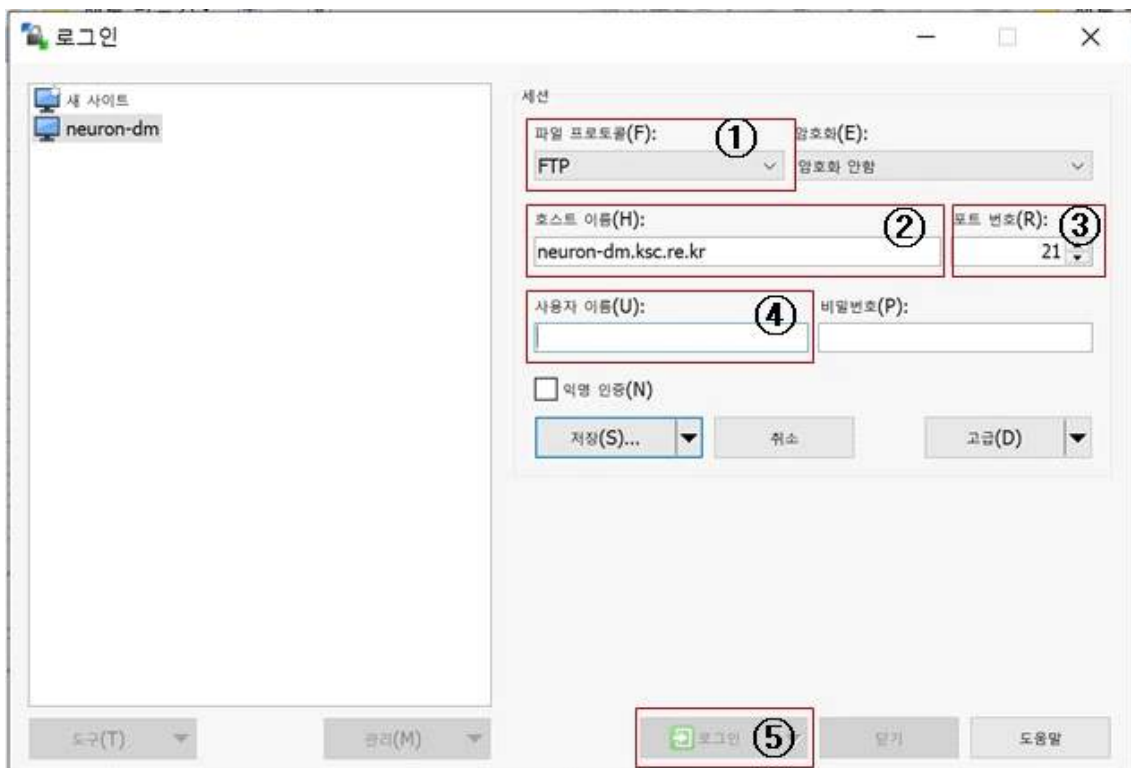 로그인
새 사이트
neuron-dm
세션
파일 프로토콜(F): ① 암호화(E):
FTP 암호화 안함
호스트 이름(H): ② 포트 번호(R): ③
neuron-dm.ksc.re.kr 21
사용자 이름(U): ④ 비밀번호(P):
익명 인증(N)
저장(S)... 취소 고급(D)
도구(T) 관리(M) 로그인 ⑤ 닫기 도움말